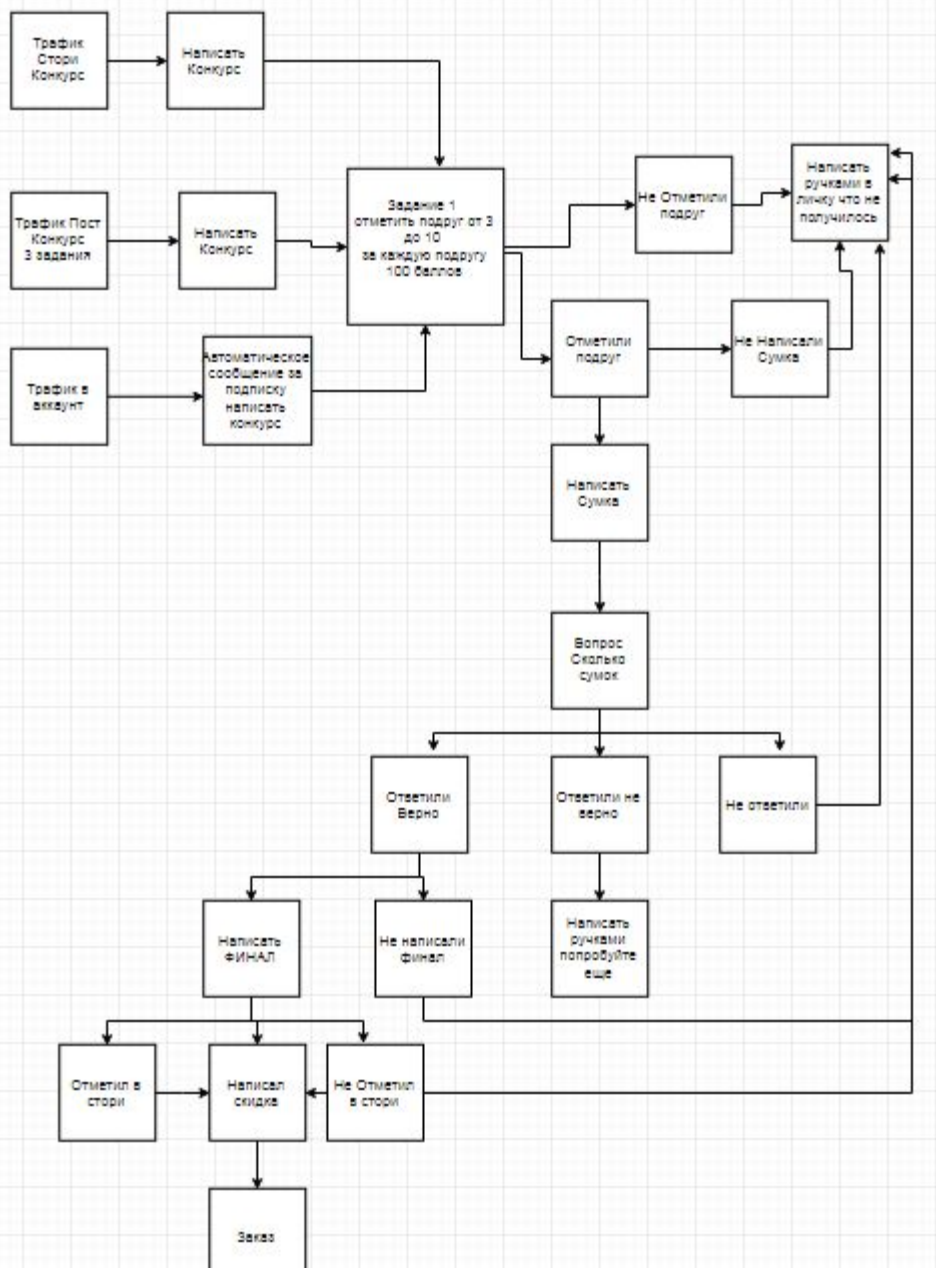 Трафик
Стори
Конкурс
Написать
Конкурс
Трафик Пост
Конкурс
3 задания
Написать
Конкурс
Задание 1
отметить подруг от 3
до 10
за каждую подругу
100 баллов
Не Отметили
подруг
Написать
ручками в
личку что не
получилось
Трафик в
аккаунт
Автоматическое
сообщение за
подписку
написать
конкурс
Отметили
подруг
Не Написали
Сумка
Написать
Сумка
Вопрос
Сколько
сумок
Ответили
Верно
Ответили не
верно
Не ответили
Написать
ФИНАЛ
Не написали
финал
Написать
ручками
попробуйте
еще
Отметил в
стори
Написал
скидка
Не Отметил
в стори
Заказ